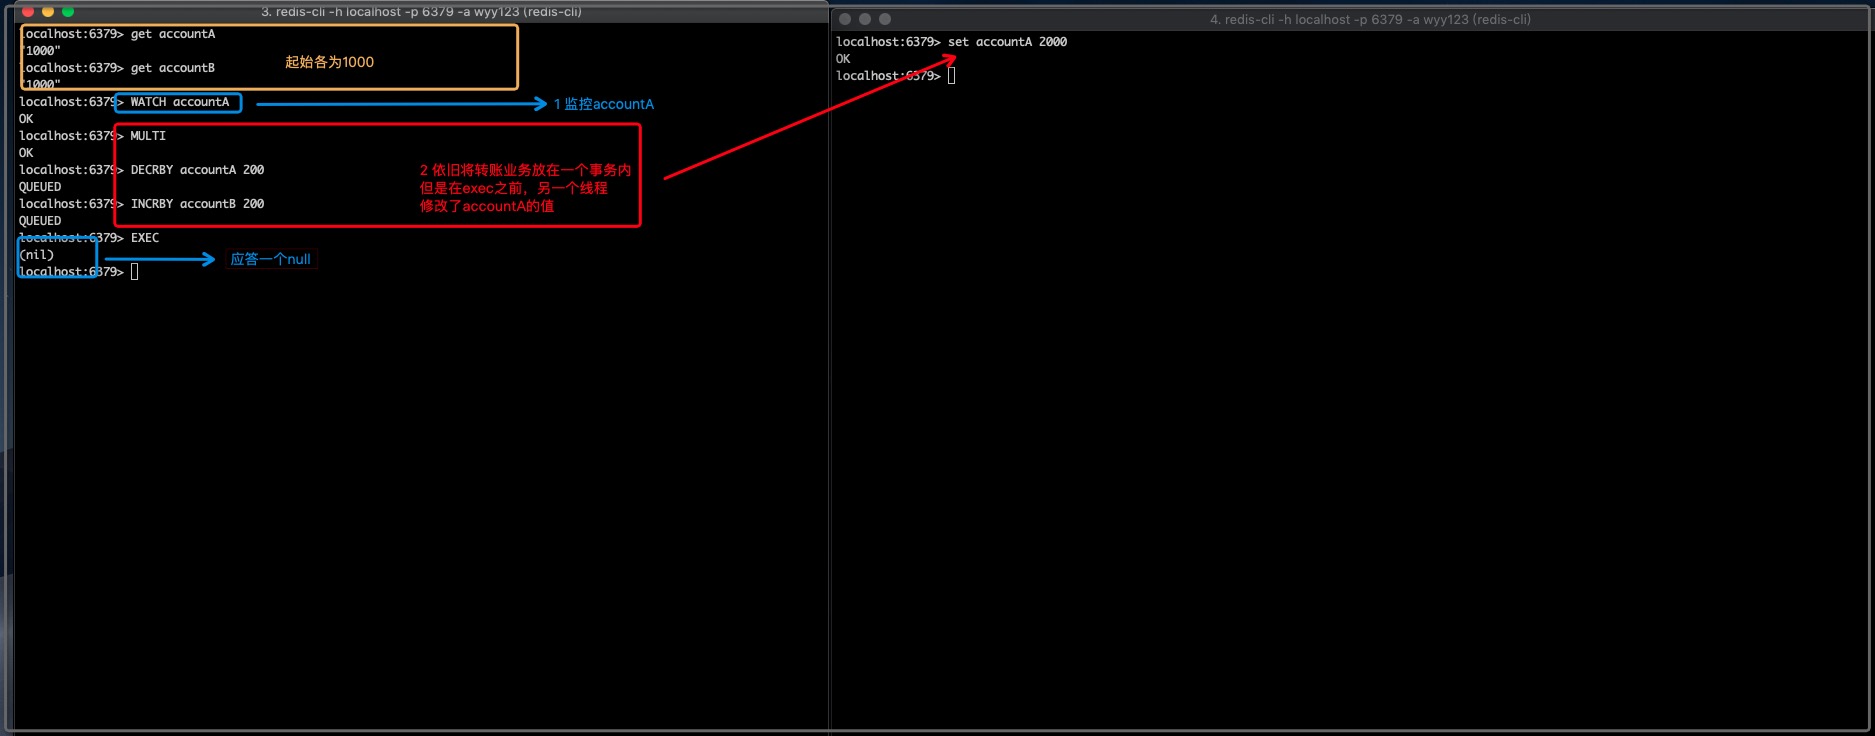 3. redis-cli -h localhost -p 6379 -a wyy123 (redis-cli)
localhost:6379> get accountA
"1000"
localhost:6379> get accountB
"1000"
起始各为1000
localhost:6379> WATCH accountA
1 监控accountA
OK
localhost:6379> MULTI
OK
localhost:6379> DECRBY accountA 200
QUEUED
localhost:6379> INCRBY accountB 200
QUEUED
2 依旧将转账业务放在一个事务内
但是在exec之前，另一个线程
修改了accountA的值
localhost:6379> EXEC
(nil)
应答一个null
localhost:6379>
4. redis-cli -h localhost -p 6379 -a wyy123 (redis-cli)
localhost:6379> set accountA 2000
OK
localhost:6379>